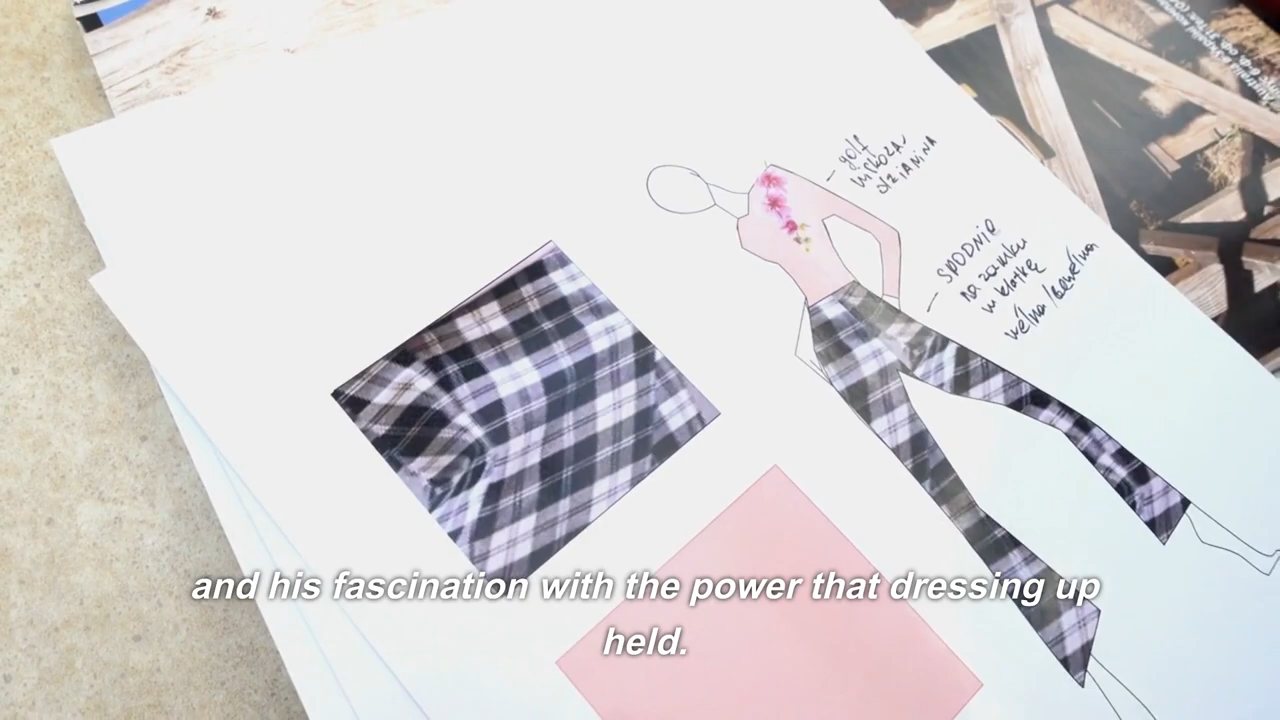 golf
wiskoza
dzianina
SPODNIE
na zamku
w kratkę
wełna/bawełna
and his fascination with the power that dressing up
held.